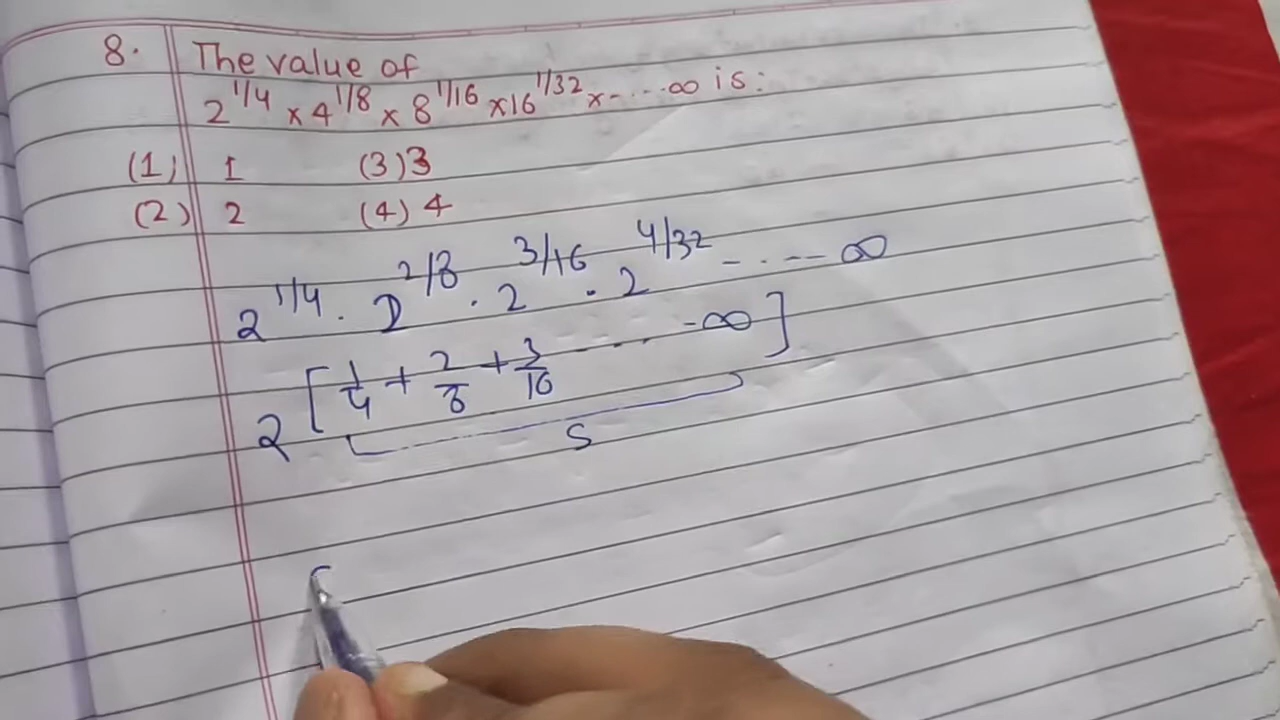 8. The value of
2^1/4 × 4^1/8 × 8^1/16 × 16^1/32 × ----- ∞ is:
(1) 1 (3) 3
(2) 2 (4) 4
2^1/4 . 2^2/8 . 2^3/16 . 2^4/32 ----- ∞
2 [1/4 + 2/8 + 3/16 ----- ∞]
S